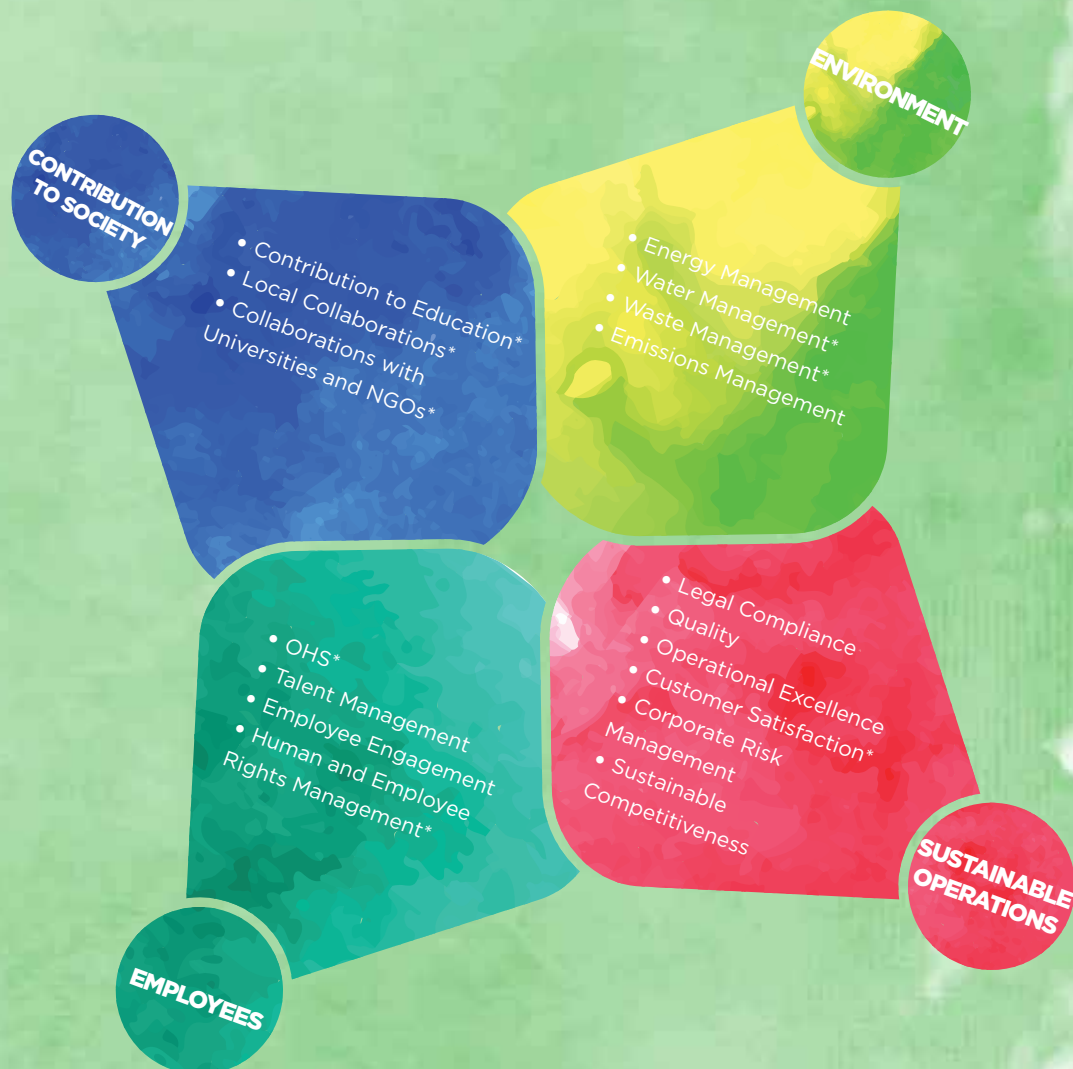 CONTRIBUTION
TO SOCIETY
• Contribution to Education*
• Local Collaborations*
• Collaborations with
Universities and NGOs*
ENVIRONMENT
• Energy Management
• Water Management*
• Waste Management*
• Emissions Management
• OHS*
• Talent Management
• Employee Engagement
• Human and Employee
Rights Management*
EMPLOYEES
• Legal Compliance
• Quality
• Operational Excellence
• Customer Satisfaction*
• Corporate Risk
Management
• Sustainable
Competitiveness
SUSTAINABLE
OPERATIONS